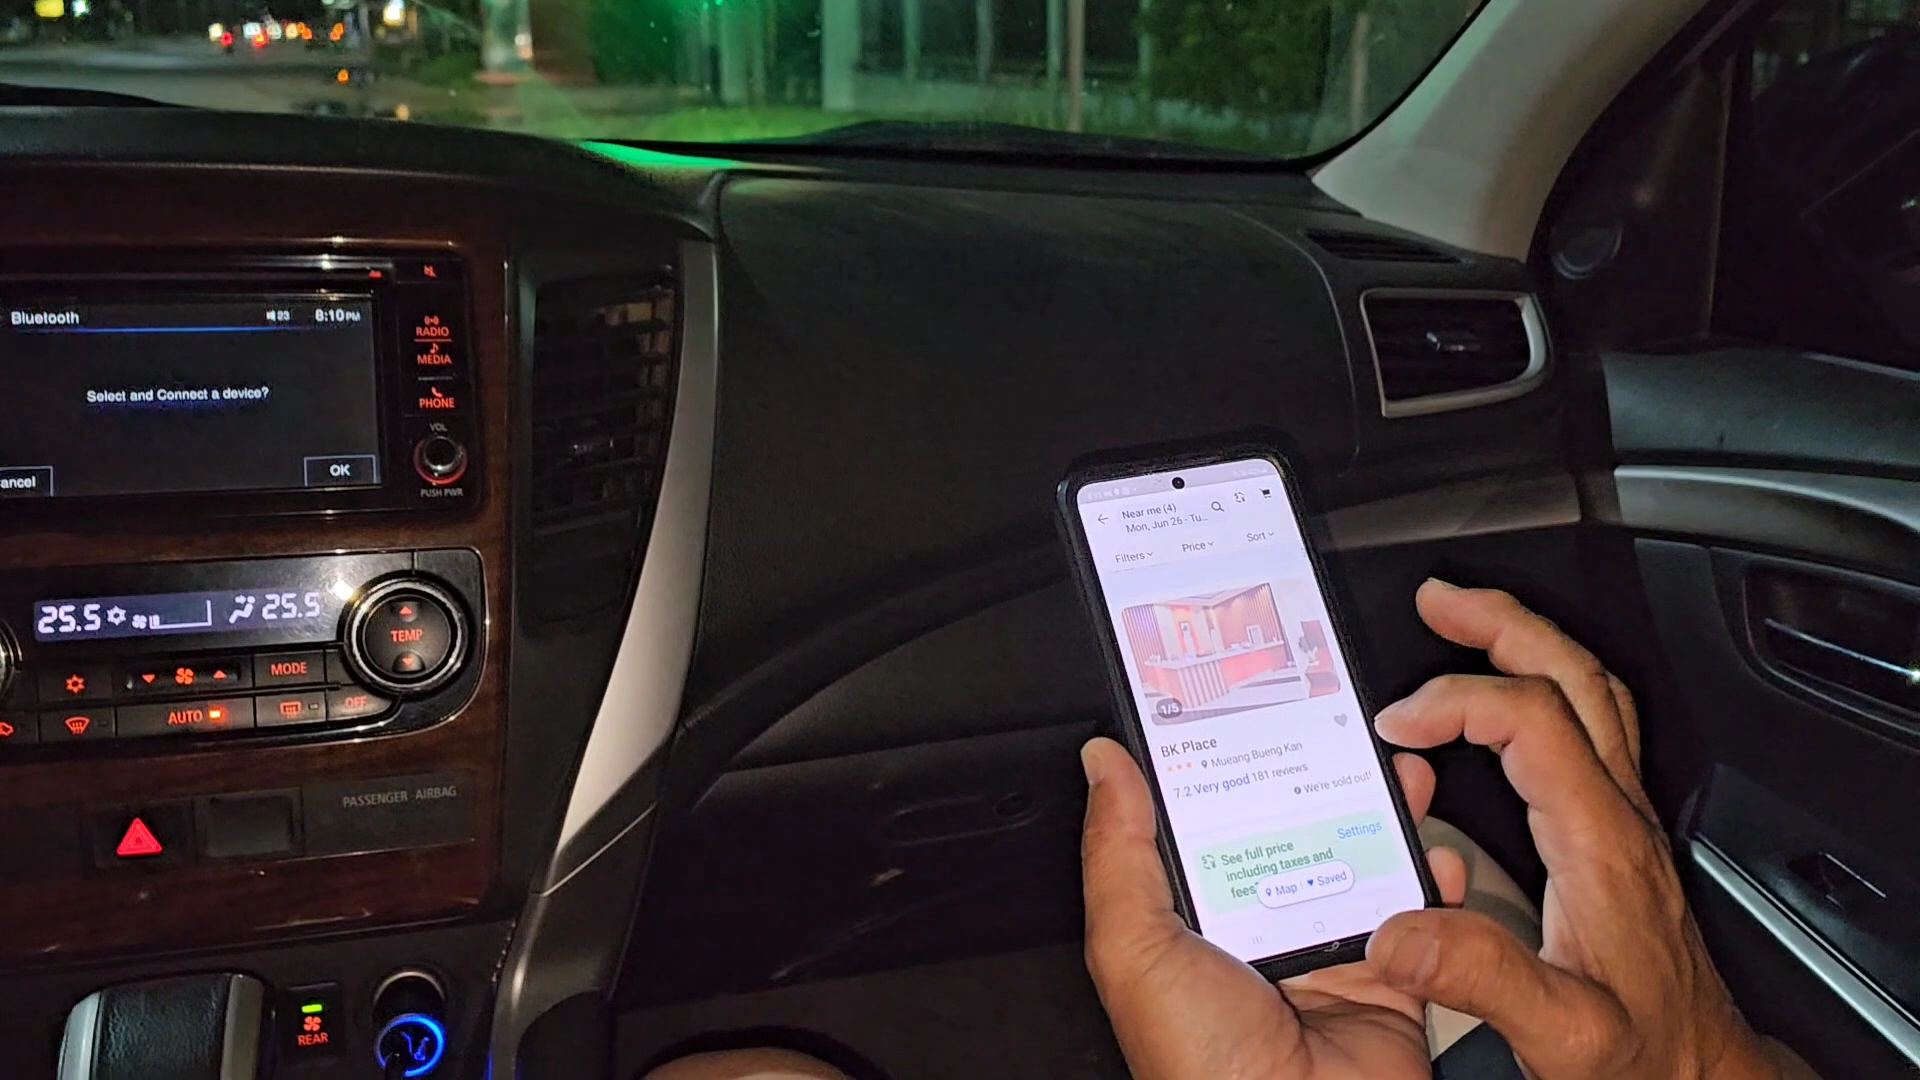 Bluetooth
23
8:10 PM
Select and Connect a device?
ancel
OK
RADIO
MEDIA
PHONE
VOL
PUSH PWR
25.5
25.5
TEMP
MODE
AUTO
OFF
PASSENGER AIRBAG
REAR
Near me (4)
Mon, Jun 26 - Tu...
Filters
Price
Sort
1/5
BK Place
Mueang Bueng Kan
7.2 Very good 181 reviews
We're sold out!
Settings
See full price
including taxes and
fees
Map
Saved